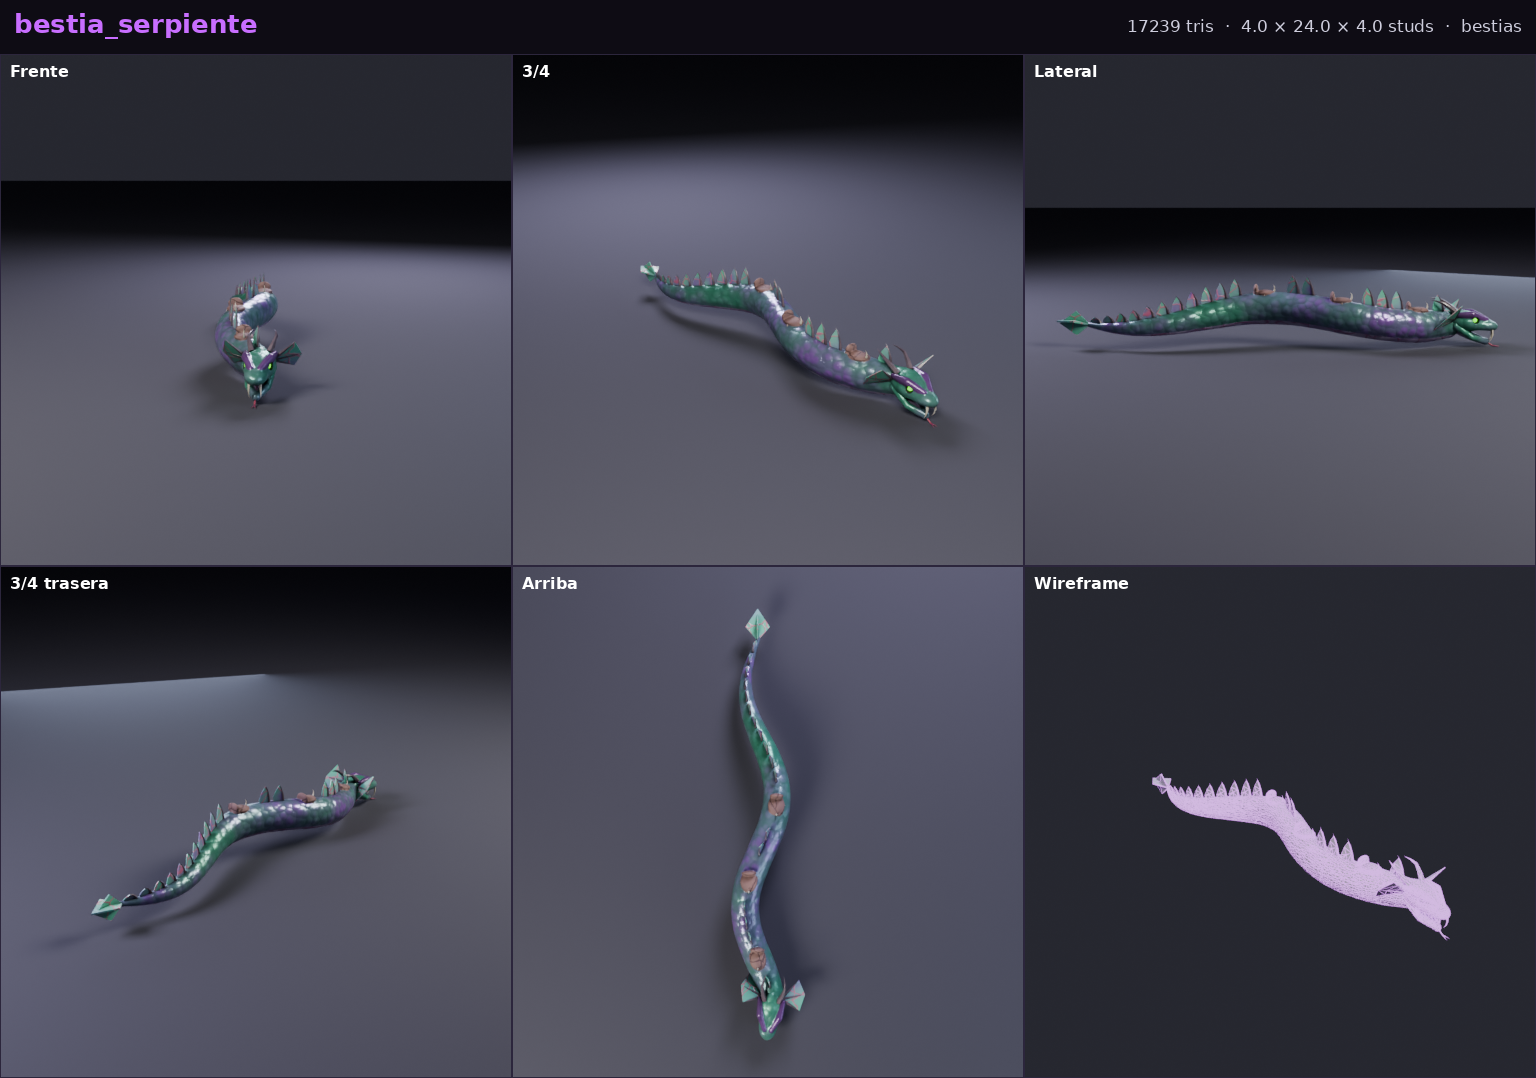 bestia_serpiente
17239 tris · 4.0 × 24.0 × 4.0 studs · bestias
Frente
3/4
Lateral
3/4 trasera
Arriba
Wireframe